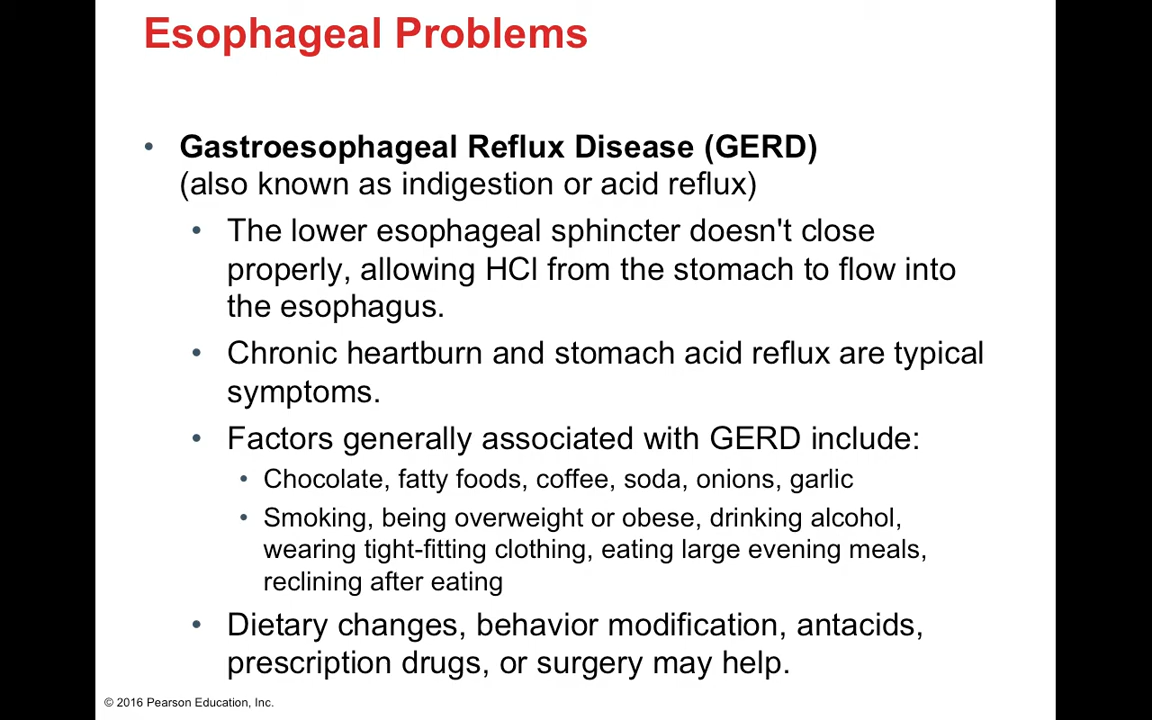 Esophageal Problems
• Gastroesophageal Reflux Disease (GERD)
(also known as indigestion or acid reflux)
• The lower esophageal sphincter doesn't close
properly, allowing HCl from the stomach to flow into
the esophagus.
• Chronic heartburn and stomach acid reflux are typical
symptoms.
• Factors generally associated with GERD include:
• Chocolate, fatty foods, coffee, soda, onions, garlic
• Smoking, being overweight or obese, drinking alcohol,
wearing tight-fitting clothing, eating large evening meals,
reclining after eating
• Dietary changes, behavior modification, antacids,
prescription drugs, or surgery may help.
© 2016 Pearson Education, Inc.